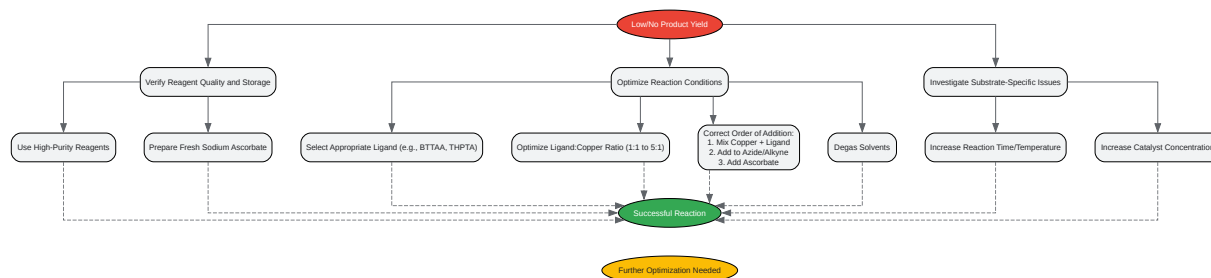 Low/No Product Yield
Verify Reagent Quality and Storage
Optimize Reaction Conditions
Investigate Substrate-Specific Issues
Use High-Purity Reagents
Prepare Fresh Sodium Ascorbate
Select Appropriate Ligand (e.g., BTTAA, THPTA)
Optimize Ligand:Copper Ratio (1:1 to 5:1)
Correct Order of Addition:
1. Mix Copper + Ligand
2. Add to Azide/Alkyne
3. Add Ascorbate
Degas Solvents
Increase Reaction Time/Temperature
Increase Catalyst Concentration
Successful Reaction
Further Optimization Needed